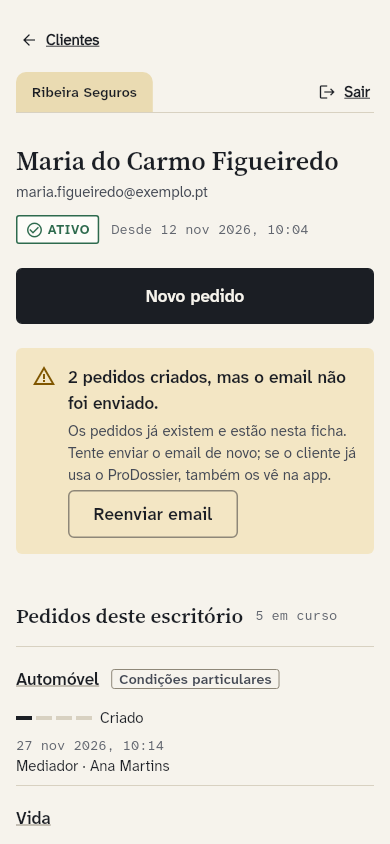 Clientes
Ribeira Seguros
Sair
Maria do Carmo Figueiredo
maria.figueiredo@exemplo.pt
ATIVO Desde 12 nov 2026, 10:04
Novo pedido
2 pedidos criados, mas o email não
foi enviado.
Os pedidos já existem e estão nesta ficha.
Tente enviar o email de novo; se o cliente já
usa o ProDossier, também os vê na app.
Reenviar email
Pedidos deste escritório 5 em curso
Automóvel Condições particulares
Criado
27 nov 2026, 10:14
Mediador · Ana Martins
Vida